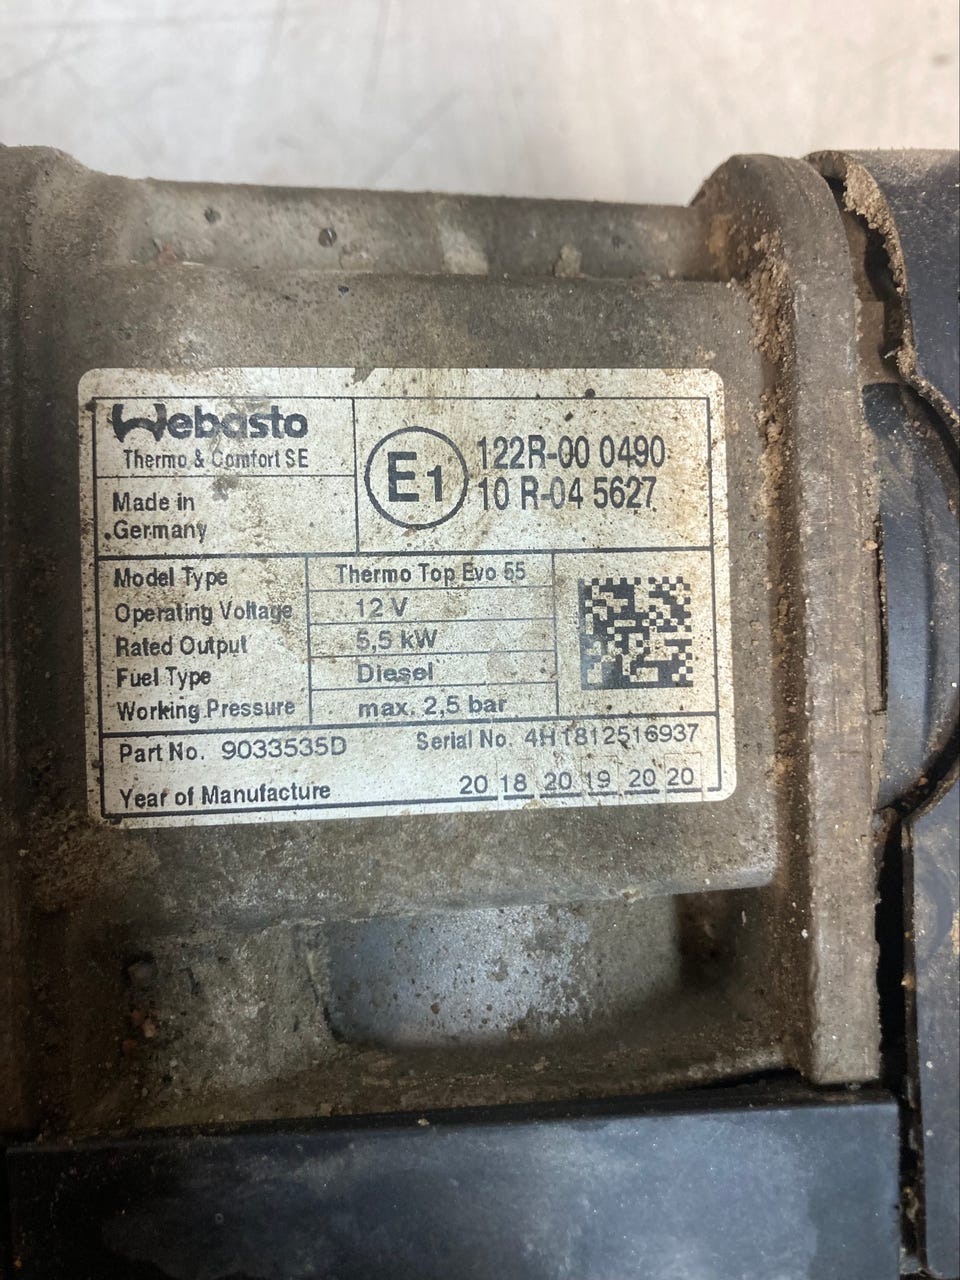 Webasto
Thermo & Comfort SE
Made in
Germany
E1
122R-00 0490
10 R-04 5627
Model Type Thermo Top Evo 55
Operating Voltage 12 V
Rated Output 5,5 kW
Fuel Type Diesel
Working Pressure max. 2,5 bar
Part No. 9033535D Serial No. 4H1812516937
Year of Manufacture 20 18 20 19 20 20